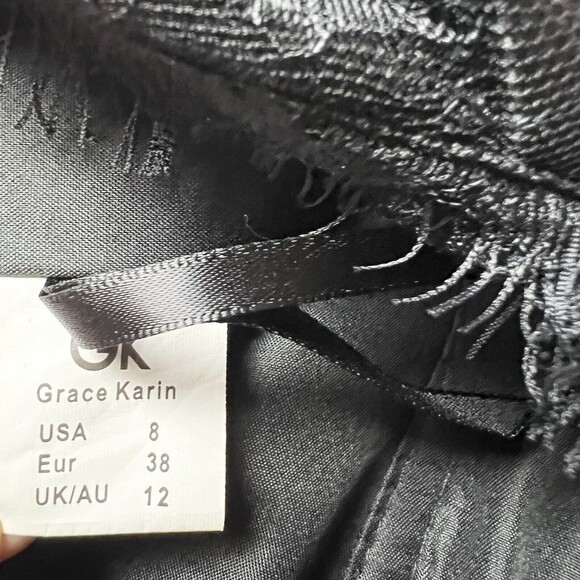 GK
Grace Karin
USA 8
Eur 38
UK/AU 12